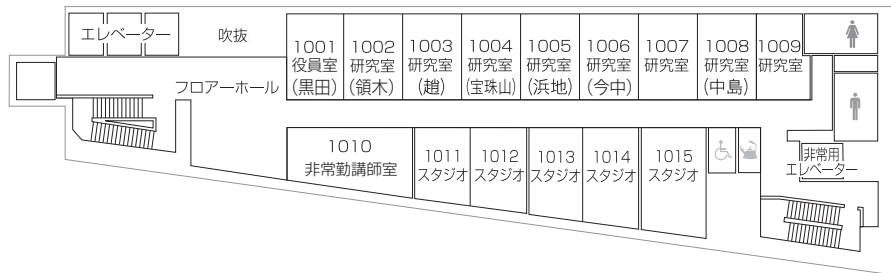 エレベーター
吹抜
フロアーホール
1001
役員室
(黒田)
1002
研究室
(領木)
1003
研究室
(趙)
1004
研究室
(宝珠山)
1005
研究室
(浜地)
1006
研究室
(今中)
1007
研究室
1008
研究室
(中島)
1009
研究室
1010
非常勤講師室
1011
スタジオ
1012
スタジオ
1013
スタジオ
1014
スタジオ
1015
スタジオ
非常用
エレベーター